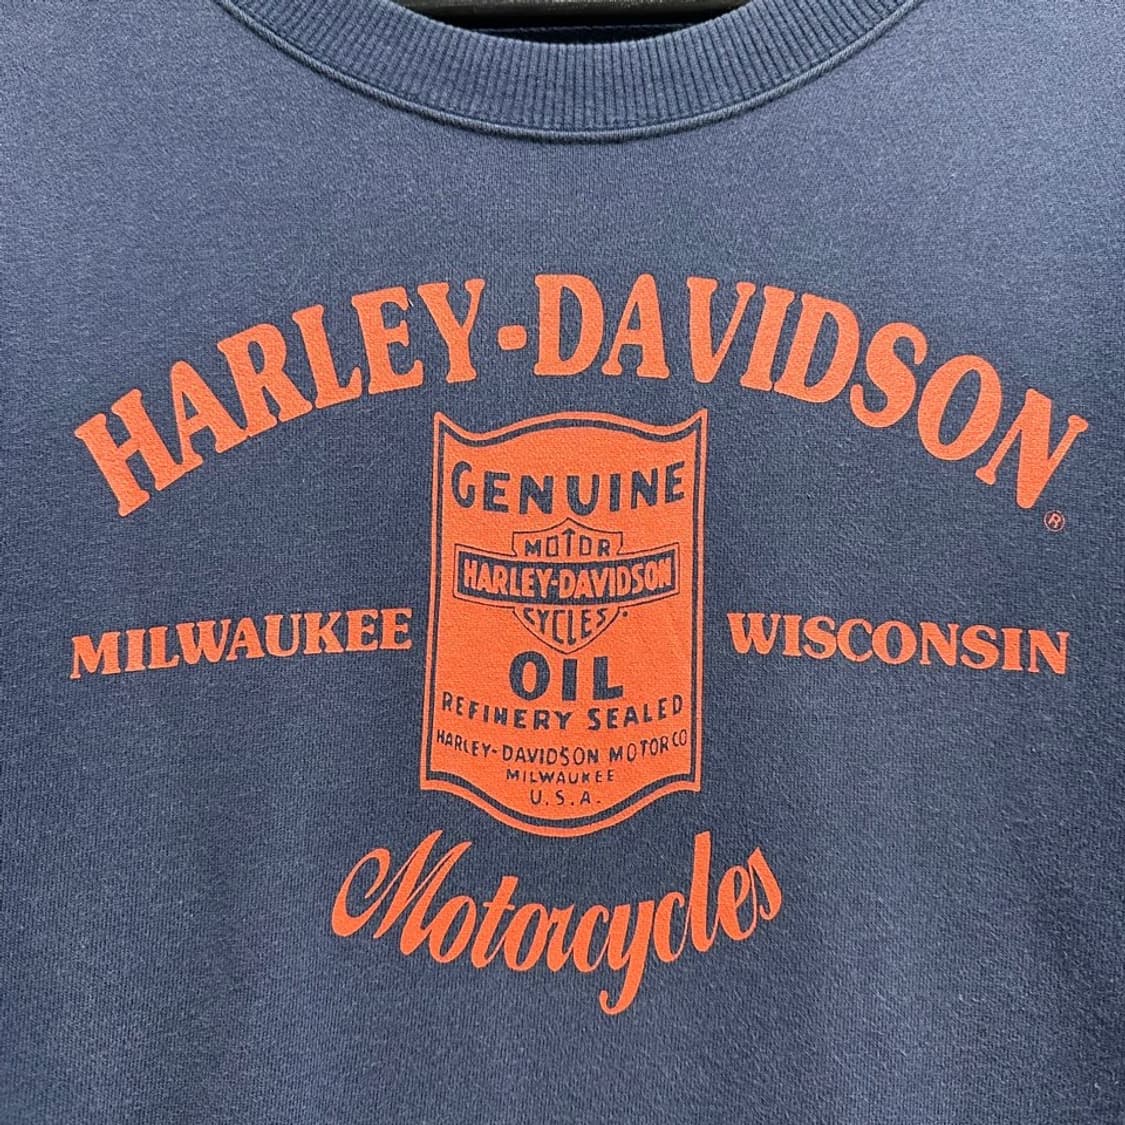 HARLEY-DAVIDSON®
GENUINE
MOTOR
HARLEY-DAVIDSON
CYCLES
MILWAUKEE
WISCONSIN
OIL
REFINERY SEALED
HARLEY-DAVIDSON MOTOR CO
MILWAUKEE
U.S.A.
Motorcycles